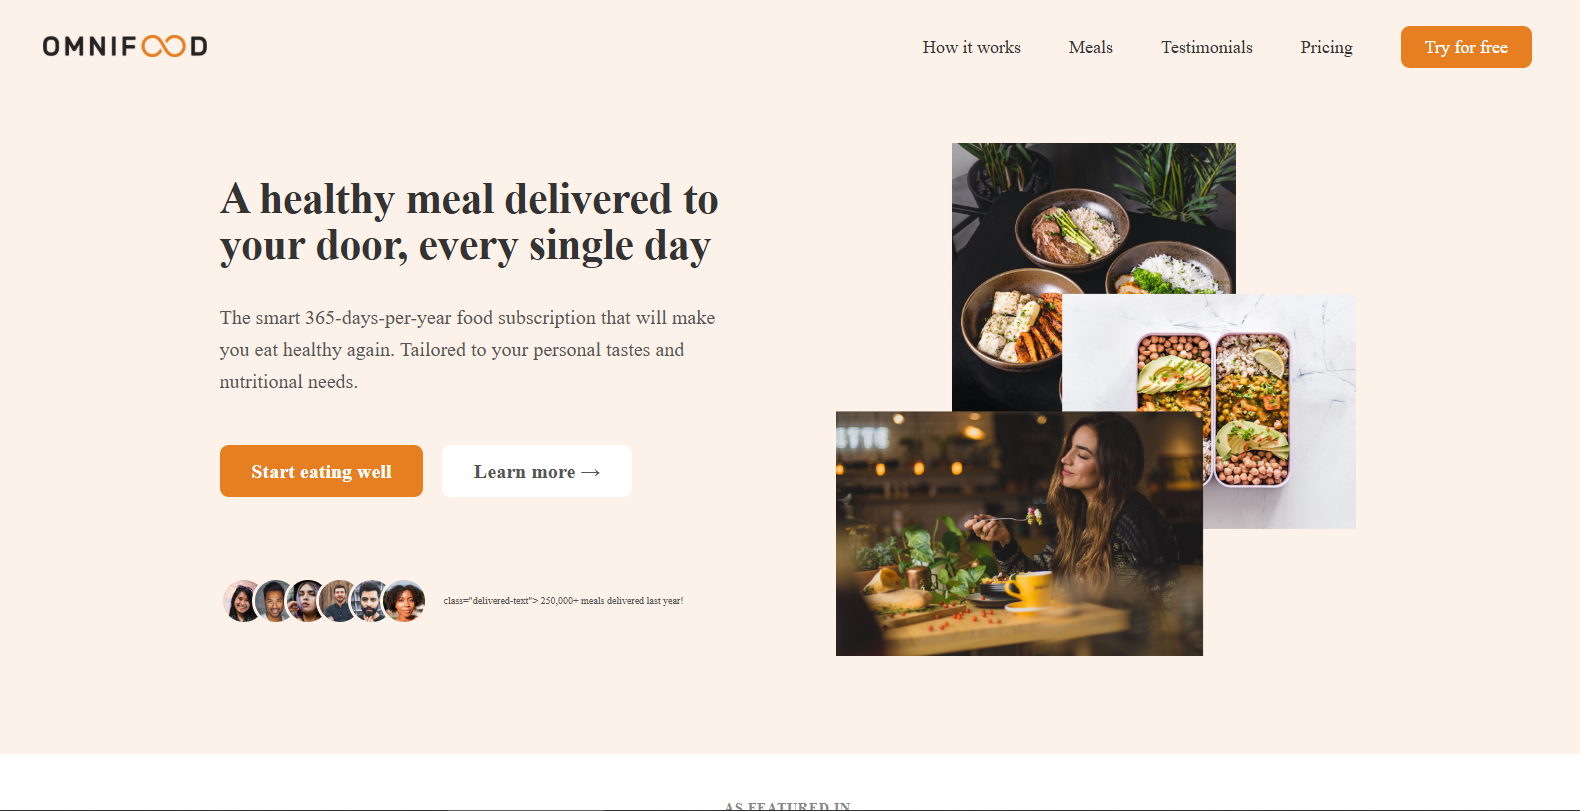 OMNIFOOD
How it works Meals Testimonials Pricing Try for free
A healthy meal delivered to
your door, every single day
The smart 365-days-per-year food subscription that will make
you eat healthy again. Tailored to your personal tastes and
nutritional needs.
Start eating well Learn more →
class="delivered-text"> 250,000+ meals delivered last year!
ETTE
AS FEATURED IN